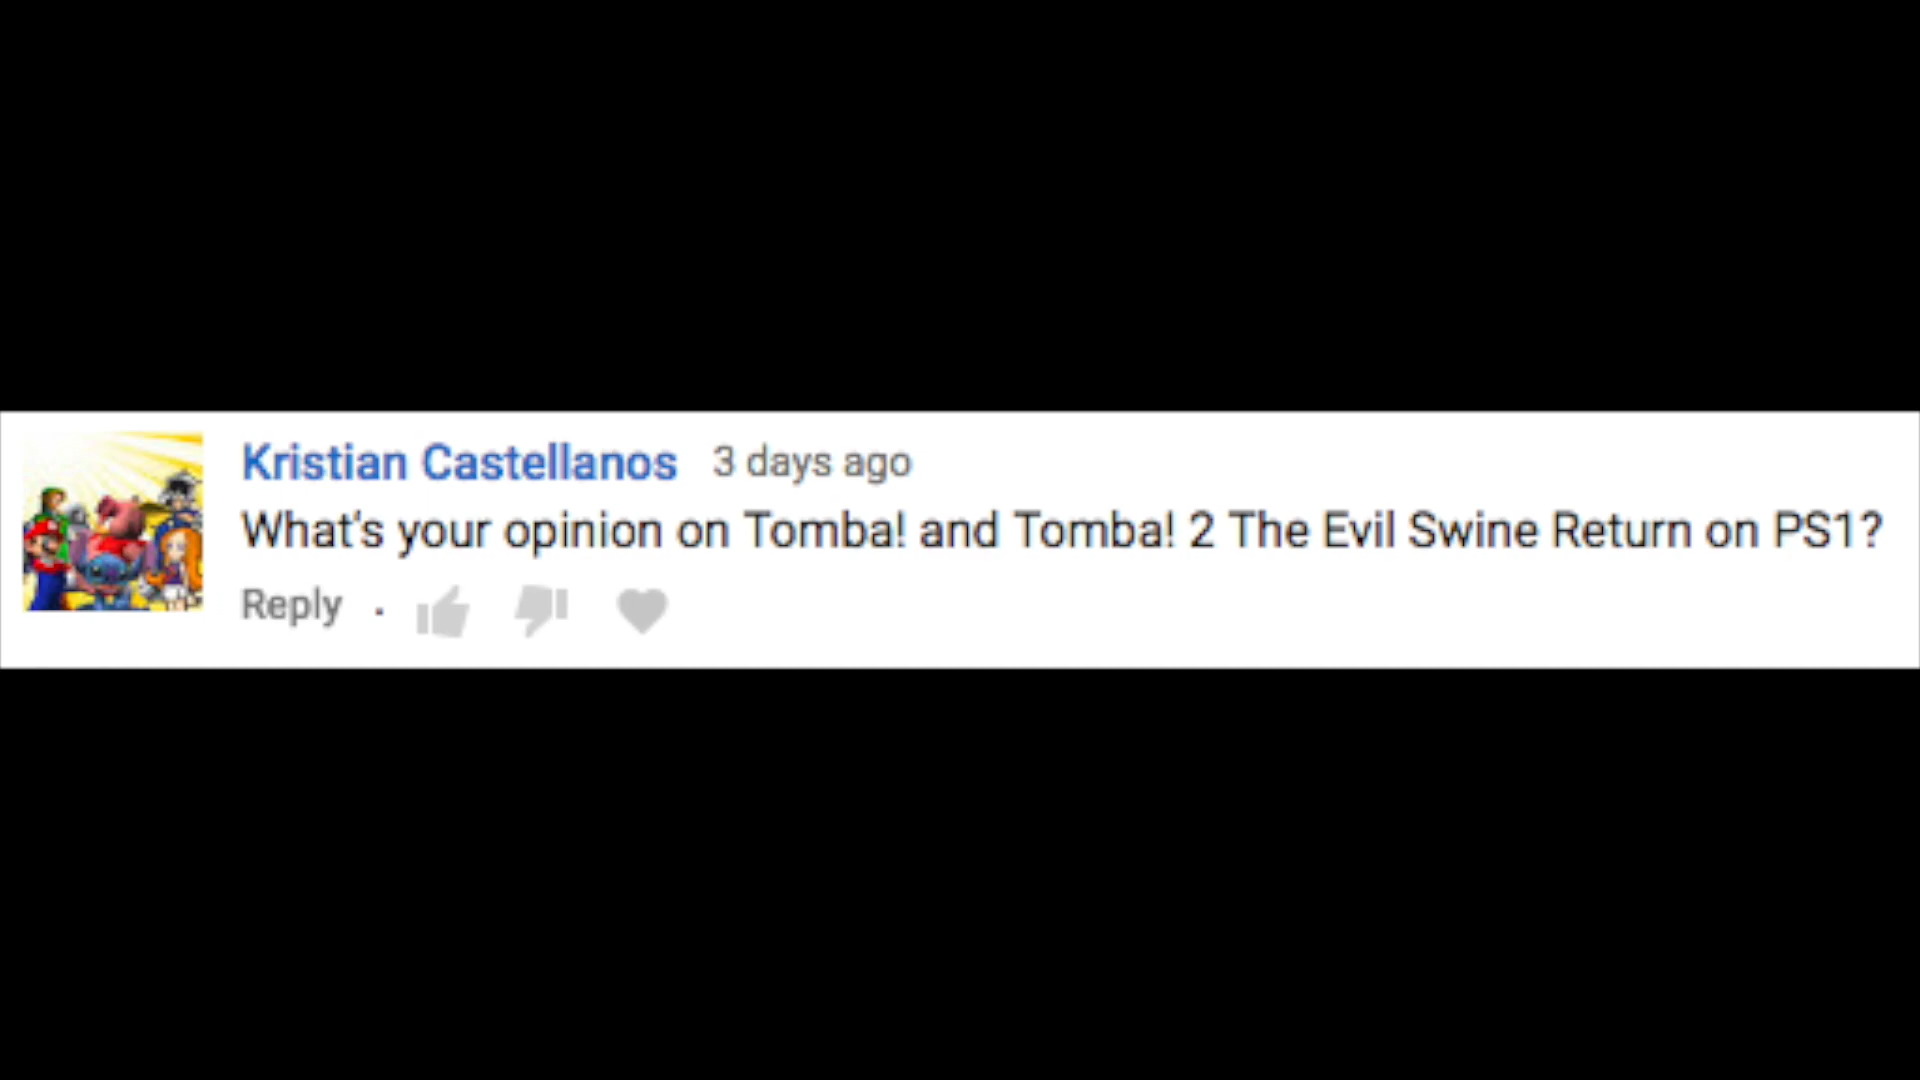 Kristian Castellanos 3 days ago
What's your opinion on Tomba! and Tomba! 2 The Evil Swine Return on PS1?
Reply .